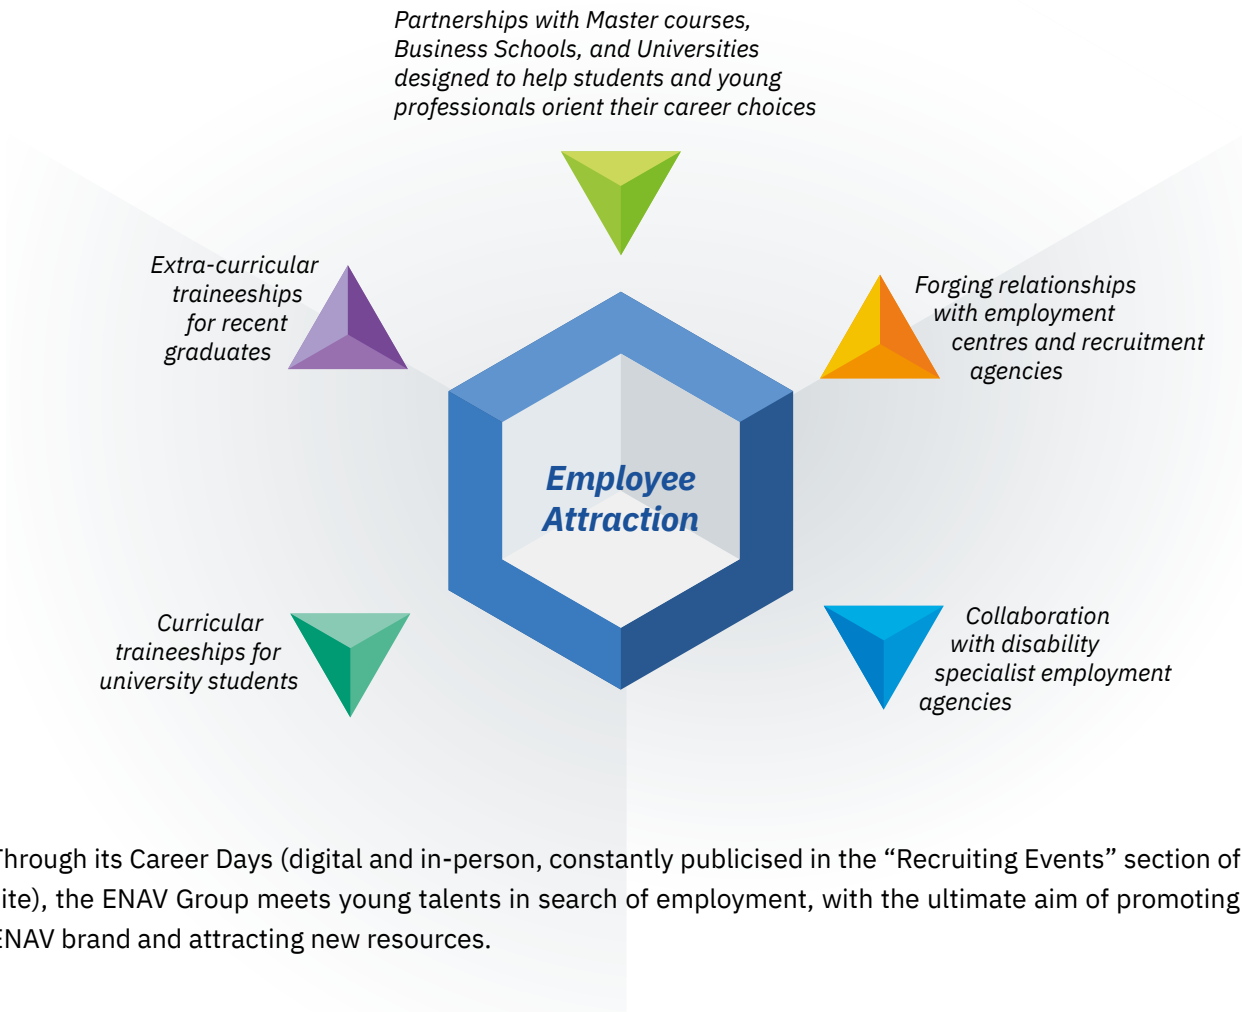 Partnerships with Master courses,
Business Schools, and Universities
designed to help students and young
professionals orient their career choices
Extra-curricular
traineeships
for recent
graduates
Forging relationships
with employment
centres and recruitment
agencies
Employee
Attraction
Curricular
traineeships for
university students
Collaboration
with disability
specialist employment
agencies
Through its Career Days (digital and in-person, constantly publicised in the “Recruiting Events” section of
ite), the ENAV Group meets young talents in search of employment, with the ultimate aim of promoting
ENAV brand and attracting new resources.